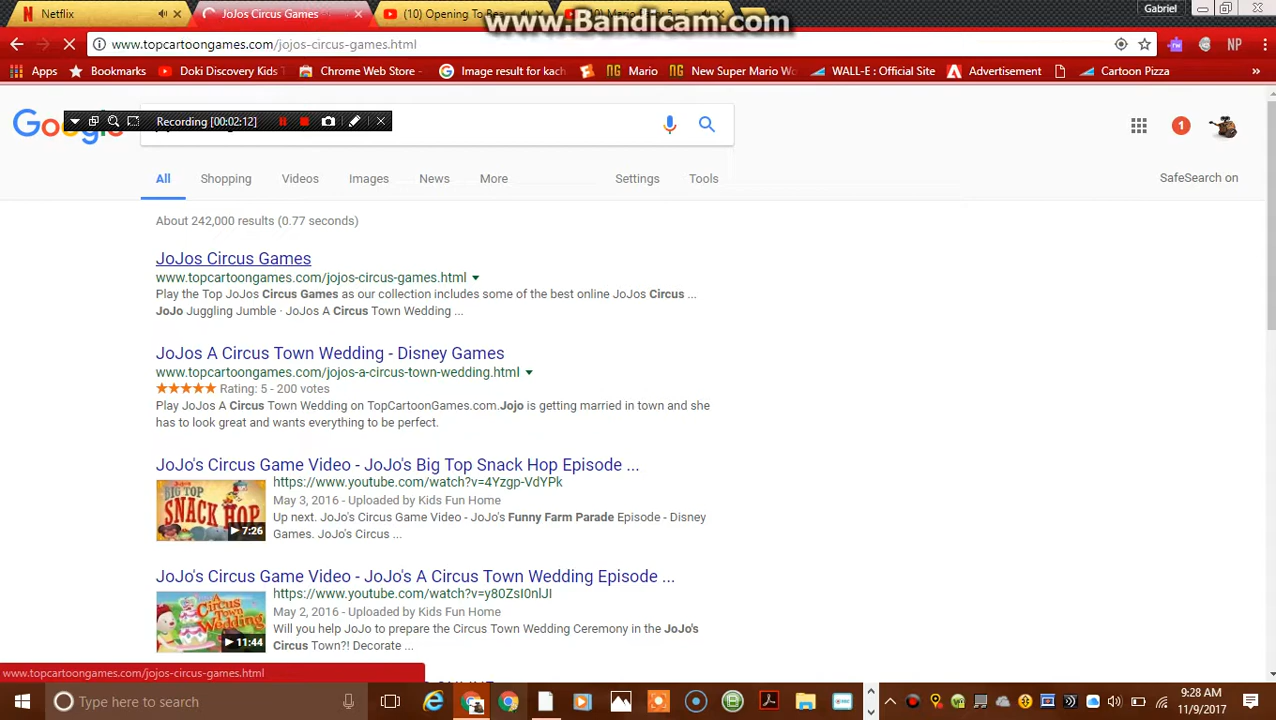 www.Bandicam.com
Netflix
JoJos Circus Games
(10) Opening To
Gabriel
www.topcartoongames.com/jojos-circus-games.html
NP
Apps
Bookmarks
Doki Discovery Kids
Chrome Web Store -
Image result for kach
Mario
New Super Mario Wo
WALL-E : Official Site
Advertisement
Cartoon Pizza
»
Recording [00:02:12]
1
All
Shopping
Videos
Images
News
More
Settings
Tools
SafeSearch on
About 242,000 results (0.77 seconds)
JoJos Circus Games
www.topcartoongames.com/jojos-circus-games.html
Play the Top JoJos Circus Games as our collection includes some of the best online JoJos Circus ...
JoJo Juggling Jumble · JoJos A Circus Town Wedding ...
JoJos A Circus Town Wedding - Disney Games
www.topcartoongames.com/jojos-a-circus-town-wedding.html
Rating: 5 - 200 votes
Play JoJos A Circus Town Wedding on TopCartoonGames.com.Jojo is getting married in town and she
has to look great and wants everything to be perfect.
JoJo's Circus Game Video - JoJo's Big Top Snack Hop Episode ...
https://www.youtube.com/watch?v=4Yzgp-VdYPk
May 3, 2016 - Uploaded by Kids Fun Home
Up next. JoJo's Circus Game Video - JoJo's Funny Farm Parade Episode - Disney
Games. JoJo's Circus ...
BIG TOP
SNACK HOP
7:26
JoJo's Circus Game Video - JoJo's A Circus Town Wedding Episode ...
https://www.youtube.com/watch?v=y80ZsI0nlJI
May 2, 2016 - Uploaded by Kids Fun Home
Will you help JoJo to prepare the Circus Town Wedding Ceremony in the JoJo's
Circus Town?! Decorate ...
A Circus
Town
Wedding
11:44
www.topcartoongames.com/jojos-circus-games.html
Type here to search
9:28 AM
11/9/2017